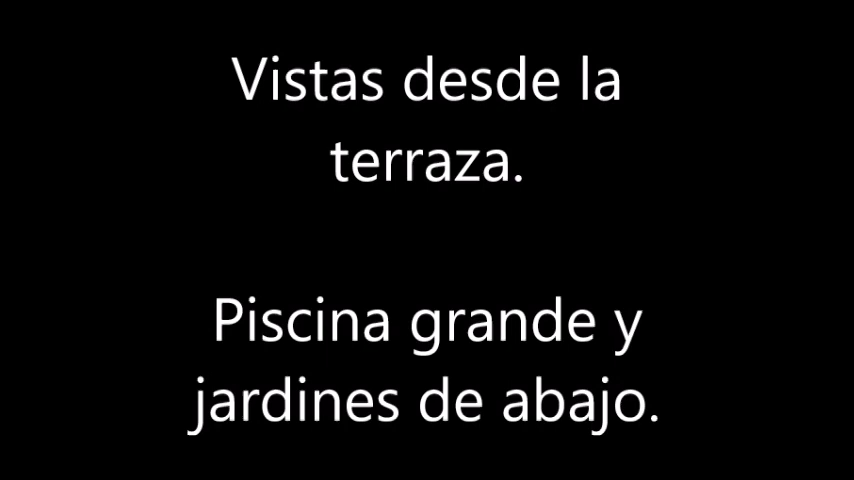 Vistas desde la
terraza.
Piscina grande y
jardines de abajo.